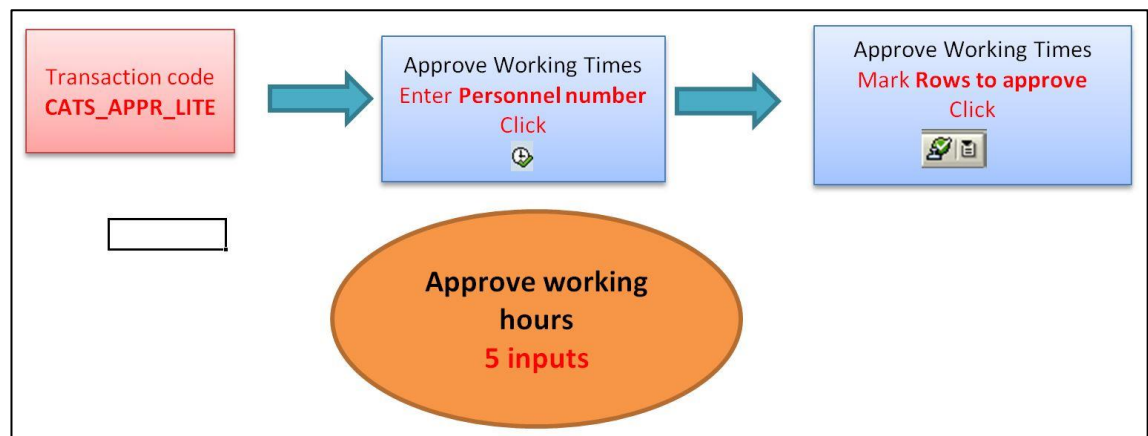 Transaction code
CATS_APPR_LITE
Approve Working Times
Enter Personnel number
Click
Approve Working Times
Mark Rows to approve
Click
Approve working
hours
5 inputs